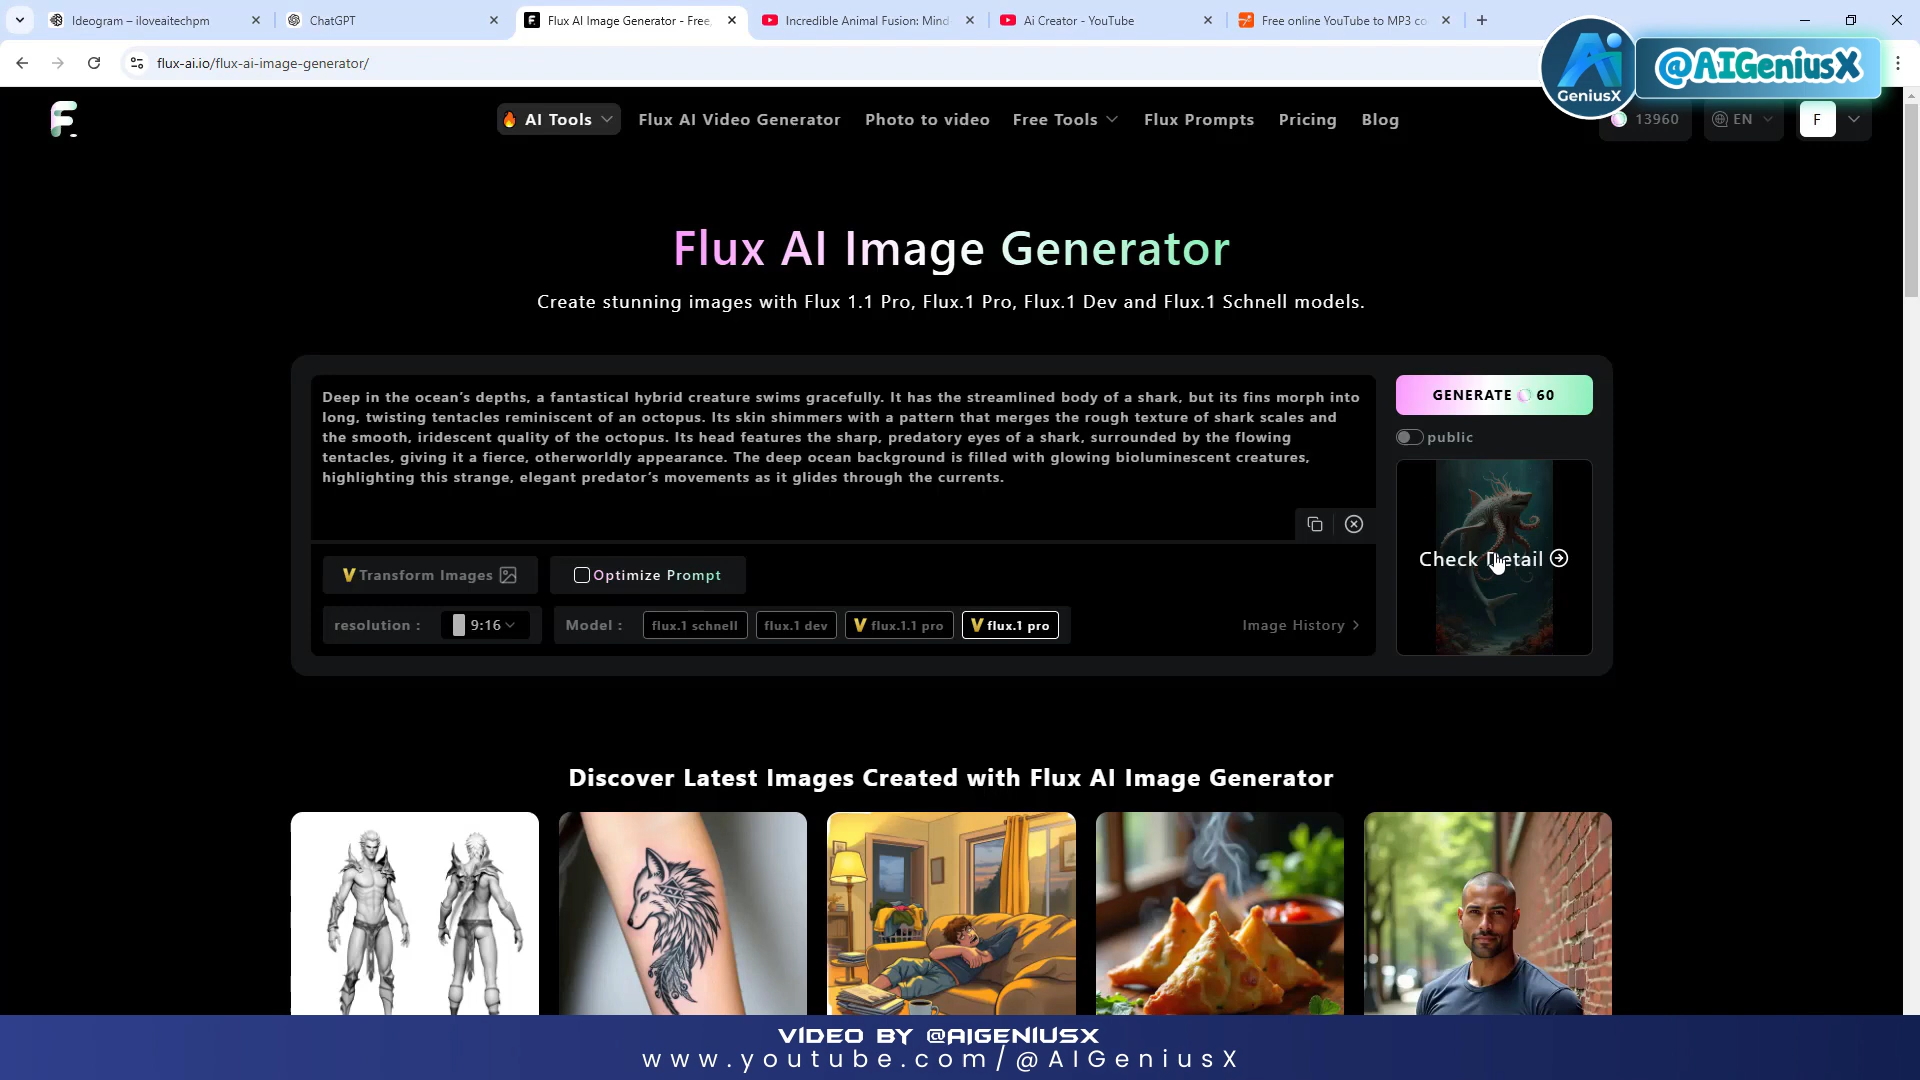 Ideogram – iloveaitechpm
ChatGPT
Flux AI Image Generator - Free,
Incredible Animal Fusion: Mind
Ai Creator - YouTube
Free online YouTube to MP3 co
flux-ai.io/flux-ai-image-generator/
Ai
GeniusX
@AIGeniusX
F
AI Tools
Flux AI Video Generator
Photo to video
Free Tools
Flux Prompts
Pricing
Blog
13960
EN
F
Flux AI Image Generator
Create stunning images with Flux 1.1 Pro, Flux.1 Pro, Flux.1 Dev and Flux.1 Schnell models.
Deep in the ocean’s depths, a fantastical hybrid creature swims gracefully. It has the streamlined body of a shark, but its fins morph into
long, twisting tentacles reminiscent of an octopus. Its skin shimmers with a pattern that merges the rough texture of shark scales and
the smooth, iridescent quality of the octopus. Its head features the sharp, predatory eyes of a shark, surrounded by the flowing
tentacles, giving it a fierce, otherworldly appearance. The deep ocean background is filled with glowing bioluminescent creatures,
highlighting this strange, elegant predator’s movements as it glides through the currents.
GENERATE 60
public
Check Detail
Transform Images
Optimize Prompt
resolution :
9:16
Model :
flux.1 schnell
flux.1 dev
flux.1.1 pro
flux.1 pro
Image History
Discover Latest Images Created with Flux AI Image Generator
VIDEO BY @AIGENIUSX
www.youtube.com/@AIGeniusX